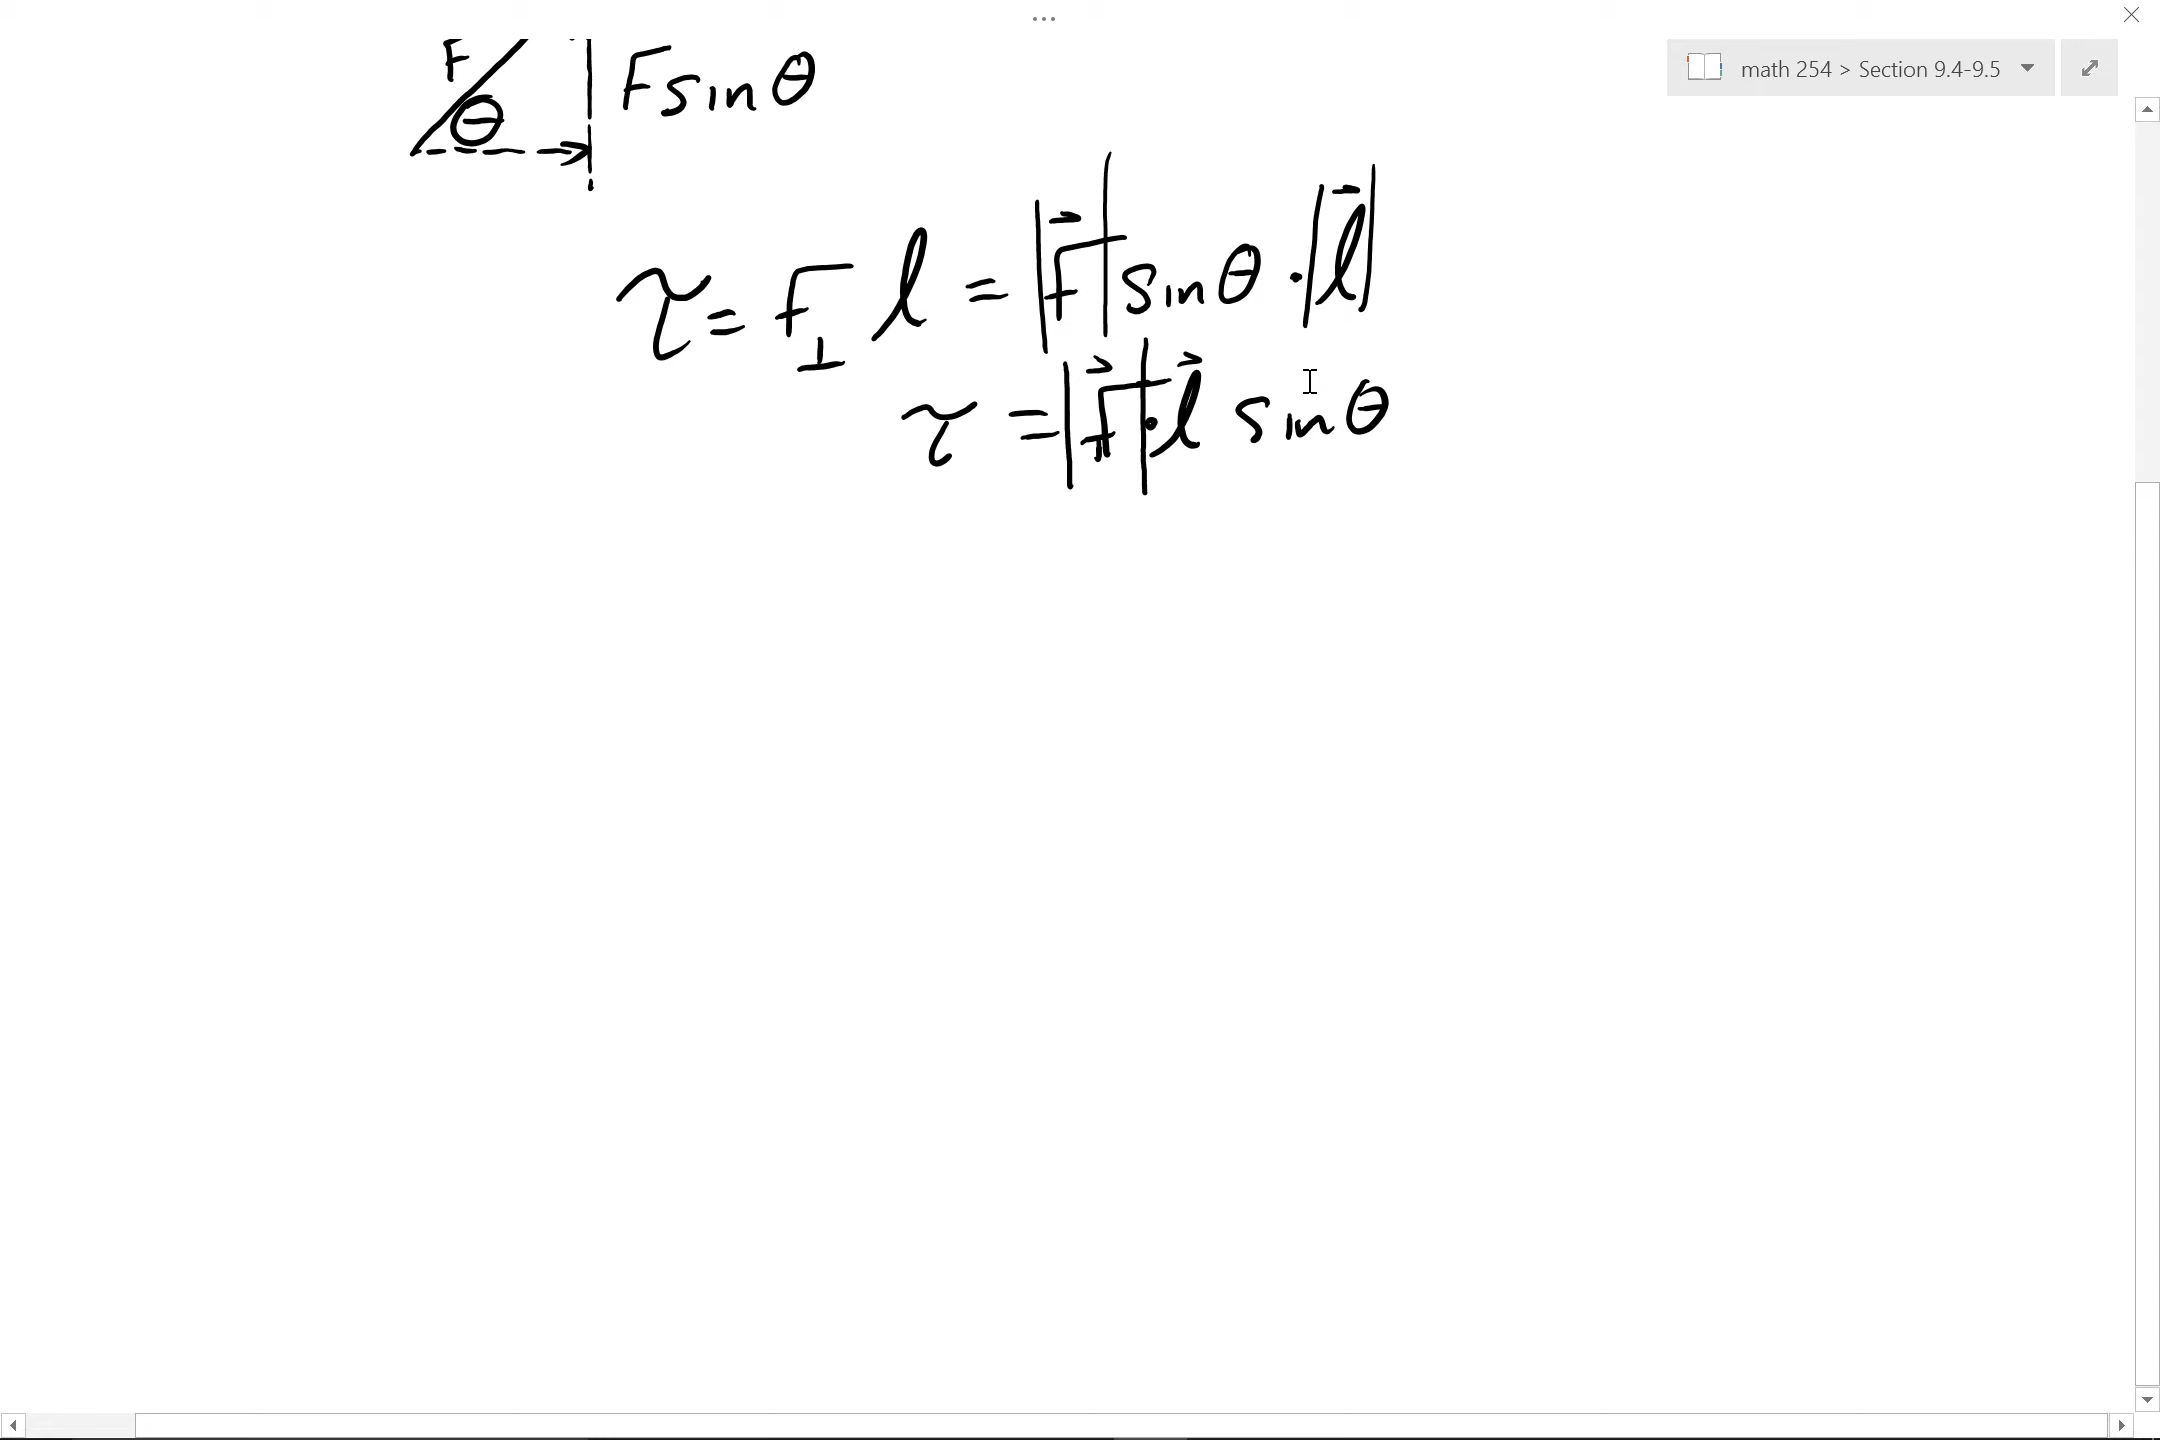 math 254 > Section 9.4-9.5
F θ F sin θ
τ = F⊥ l = |F⃗| sin θ · |l⃗|
τ = |F⃗| · l⃗ sin θ